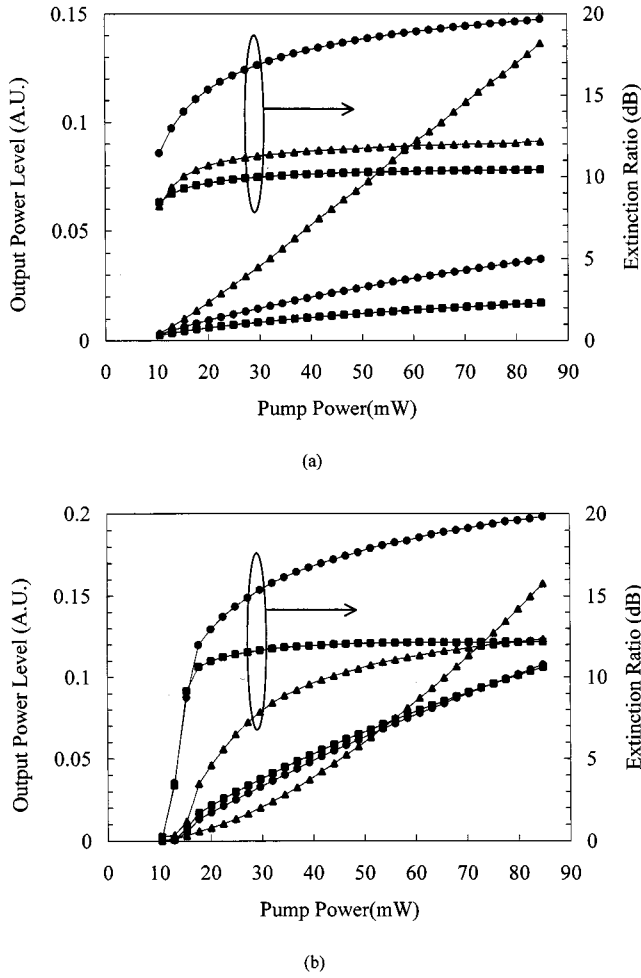 0.15
0.1
0.05
0
20
15
10
5
0
0 10 20 30 40 50 60 70 80 90
Output Power Level (A.U.)
Extinction Ratio (dB)
Pump Power(mW)
(a)
0.2
0.15
0.1
0.05
0
20
15
10
5
0
0 10 20 30 40 50 60 70 80 90
Output Power Level (A.U.)
Extinction Ratio (dB)
Pump Power(mW)
(b)